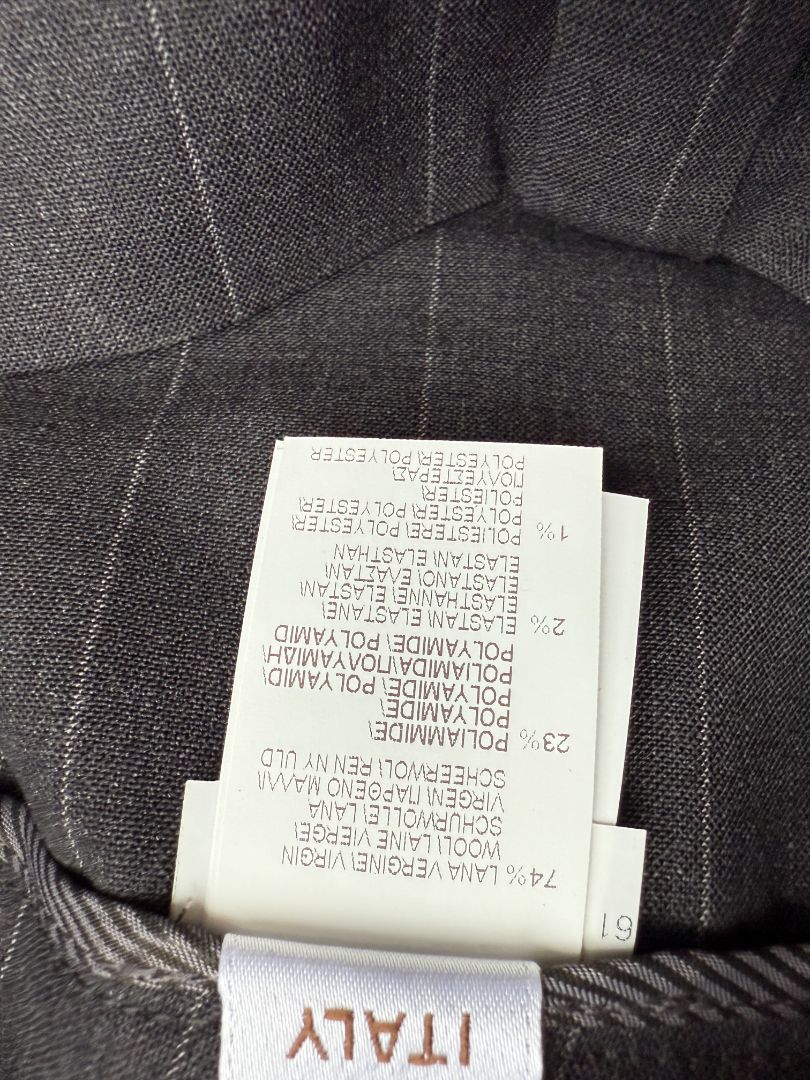 ITALY
61
74% LANA VERGINE\ VIRGIN
WOOL\ LAINE VIERGE\
SCHURWOLLE\ LANA
VIRGEN\ ΠΑΡΘΕΝΟ ΜΑΛΛΙ\
SCHEERWOL\ REN NY ULD
23% POLIAMMIDE\
POLYAMIDE\
POLYAMIDE\ POLYAMID\
POLIAMIDA\ΠΟΛΥΑΜΙΔΗ\
POLYAMIDE\ POLYAMID
2% ELASTAN\ ELASTANE\
ELASTHANNE\ ELASTAN\
ELASTANO\ ΕΛΑΣΤΑΝ\
ELASTAN\ ELASTHAN
1% POLIESTERE\ POLYESTER\
POLYESTER\ POLYESTER\
POLIESTER\
ΠΟΛΥΕΣΤΕΡΑΣ\
POLYESTER\ POLYESTER